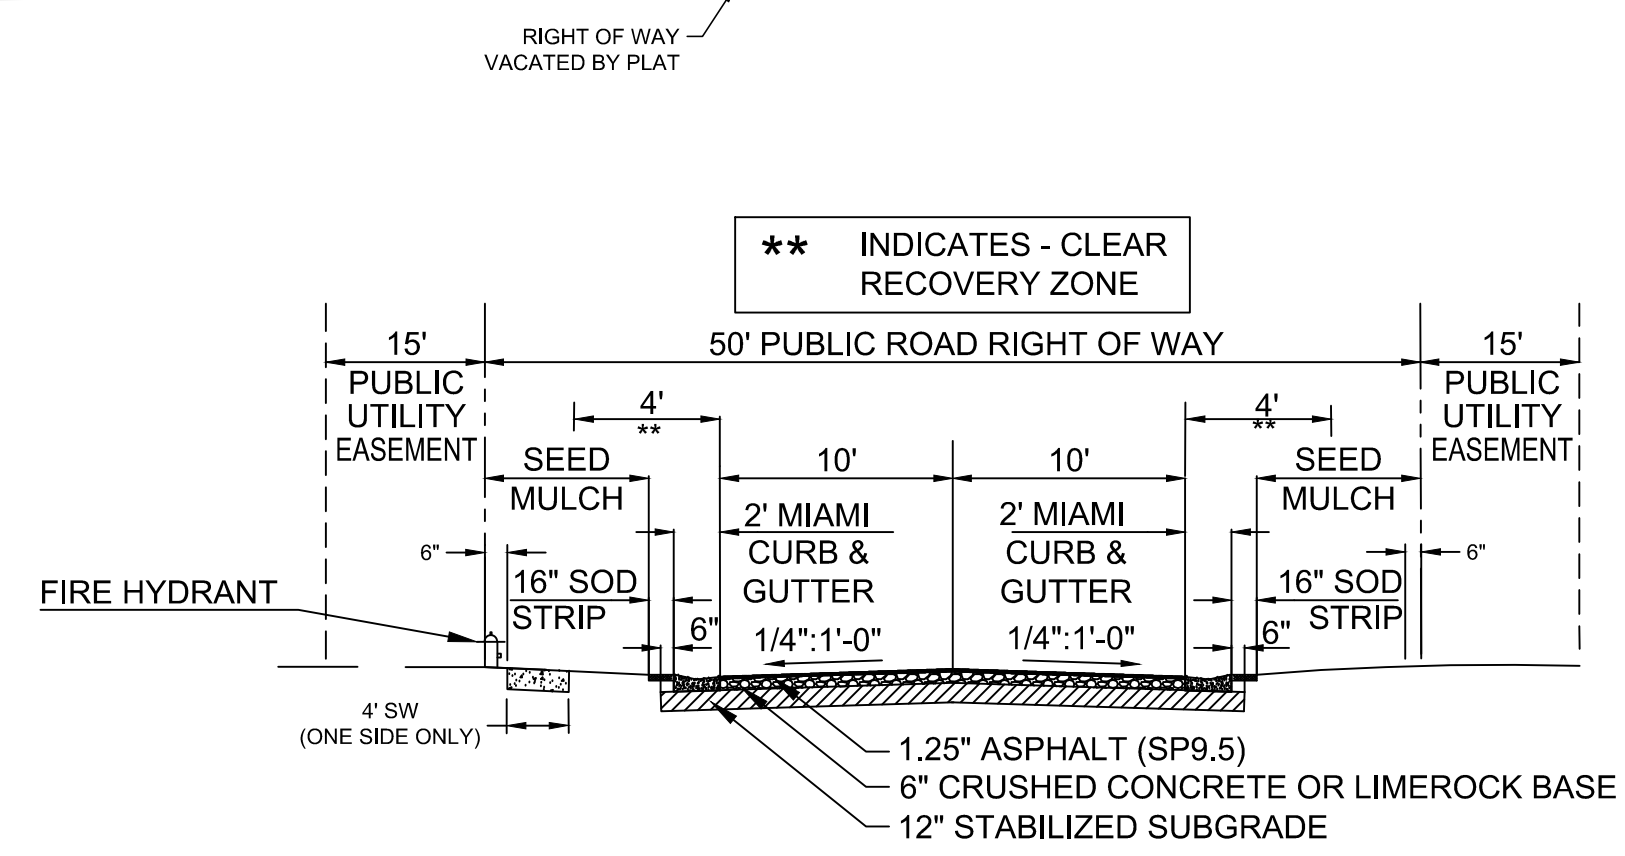 RIGHT OF WAY
VACATED BY PLAT
** INDICATES - CLEAR
RECOVERY ZONE
15'
PUBLIC
UTILITY
EASEMENT
50' PUBLIC ROAD RIGHT OF WAY
15'
PUBLIC
UTILITY
EASEMENT
4'
**
4'
**
SEED
MULCH
10'
10'
SEED
MULCH
2' MIAMI
CURB &
GUTTER
2' MIAMI
CURB &
GUTTER
6"
6"
FIRE HYDRANT
16" SOD
STRIP
16" SOD
STRIP
6"
1/4":1'-0"
1/4":1'-0"
6"
4' SW
(ONE SIDE ONLY)
1.25" ASPHALT (SP9.5)
6" CRUSHED CONCRETE OR LIMEROCK BASE
12" STABILIZED SUBGRADE